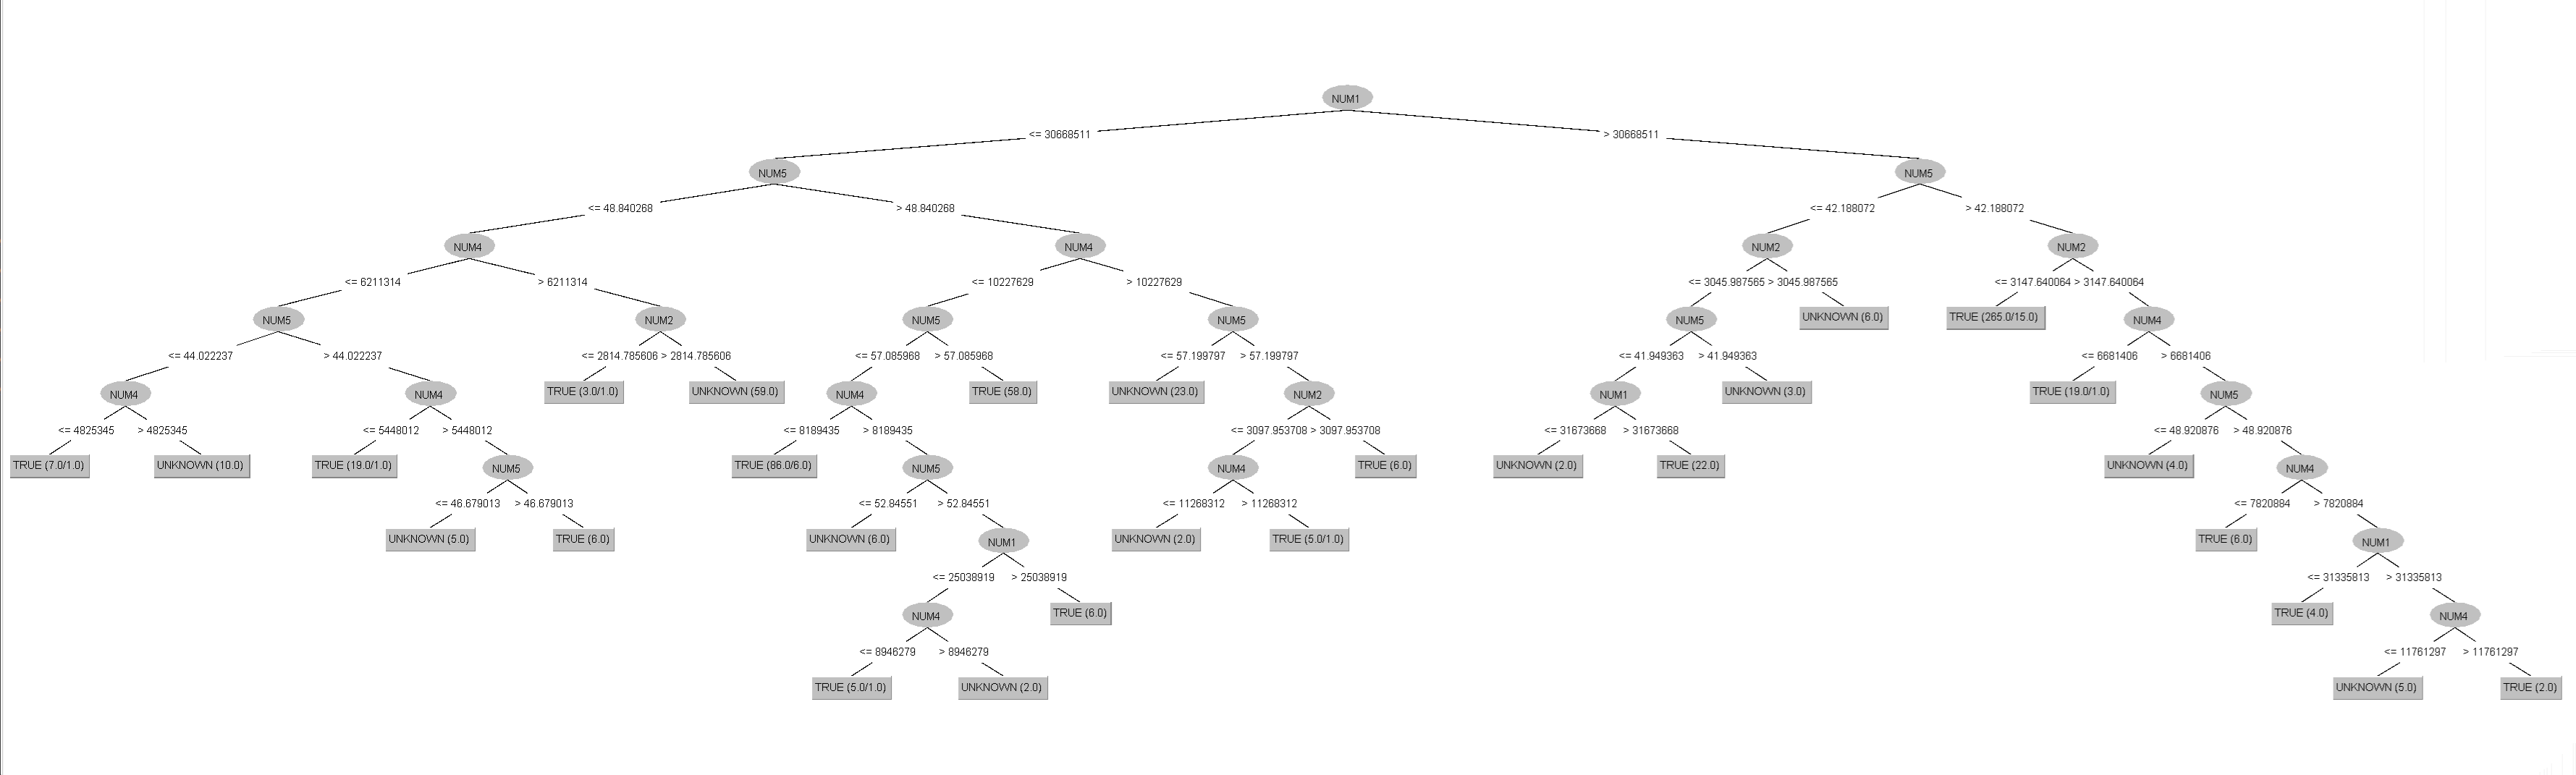 NUM1
<= 30668511 > 30668511
NUM5 NUM5
<= 48.840268 > 48.840268 <= 42.188072 > 42.188072
NUM4 NUM4 NUM2 NUM2
<= 6211314 > 6211314 <= 10227629 > 10227629 <= 3045.987565 > 3045.987565 <= 3147.640064 > 3147.640064
NUM5 NUM2 NUM5 NUM5 NUM5 UNKNOWN (6.0) TRUE (265.0/15.0) NUM4
<= 44.022237 > 44.022237 <= 2814.785606 > 2814.785606 <= 57.085968 > 57.085968 <= 57.199797 > 57.199797 <= 41.949363 > 41.949363 <= 6681406 > 6681406
NUM4 NUM4 TRUE (3.0/1.0) UNKNOWN (59.0) NUM4 TRUE (58.0) UNKNOWN (23.0) NUM2 NUM1 UNKNOWN (3.0) TRUE (19.0/1.0) NUM5
<= 4825345 > 4825345 <= 5448012 > 5448012 <= 8189435 > 8189435 <= 3097.953708 > 3097.953708 <= 31673668 > 31673668 <= 48.920876 > 48.920876
TRUE (7.0/1.0) UNKNOWN (10.0) TRUE (19.0/1.0) NUM5 TRUE (86.0/6.0) NUM5 NUM4 TRUE (6.0) UNKNOWN (2.0) TRUE (22.0) UNKNOWN (4.0) NUM4
<= 46.679013 > 46.679013 <= 52.84551 > 52.84551 <= 11268312 > 11268312 <= 7820884 > 7820884
UNKNOWN (5.0) TRUE (6.0) UNKNOWN (6.0) NUM1 UNKNOWN (2.0) TRUE (5.0/1.0) TRUE (6.0) NUM1
<= 25038919 > 25038919 <= 31335813 > 31335813
NUM4 TRUE (6.0) TRUE (4.0) NUM4
<= 8946279 > 8946279 <= 11761297 > 11761297
TRUE (5.0/1.0) UNKNOWN (2.0) UNKNOWN (5.0) TRUE (2.0)